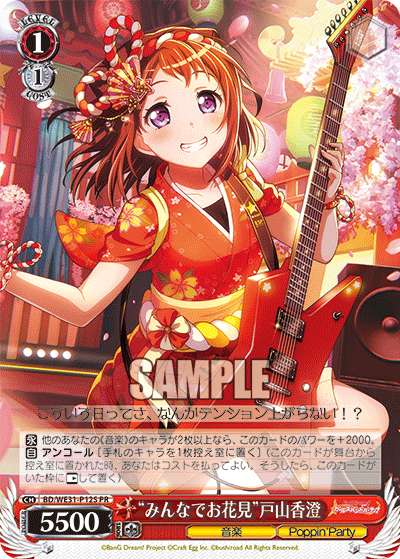 LEVEL
1
1
COST
SAMPLE
こういう日ってさ、なんかテンション上がらない！？
永 他のあなたの《音楽》のキャラが2枚以上なら、このカードのパワーを＋2000。
自 アンコール［手札のキャラを1枚控え室に置く］（このカードが舞台から
控え室に置かれた時、あなたはコストを払ってよい。そうしたら、このカードが
いた枠に［レスト］して置く）
CH BD/WE31-P12S PR
5500
“みんなでお花見”戸山香澄
音楽 Poppin'Party
©BanG Dream! Project ©Craft Egg Inc. ©bushiroad All Rights Reserved.